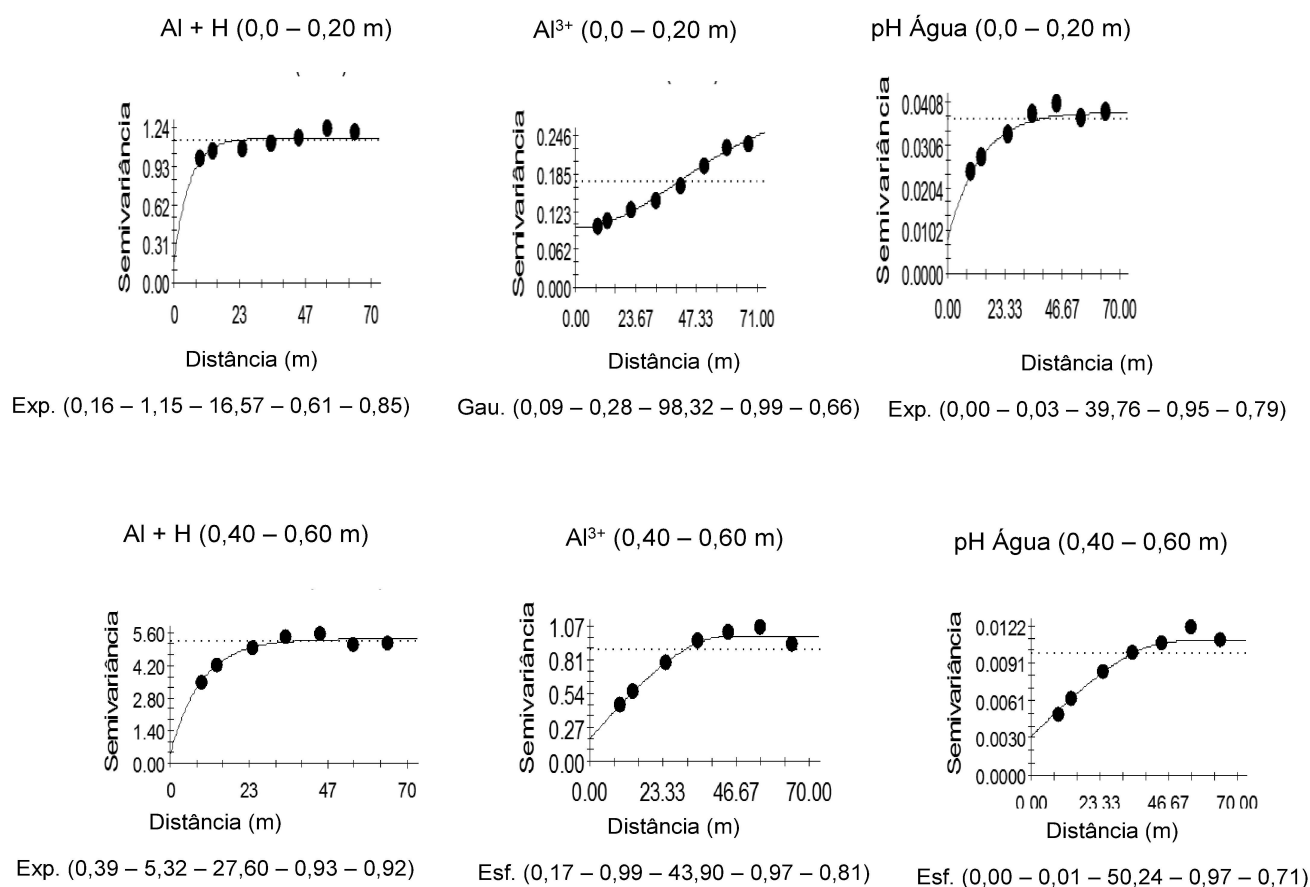 Al + H (0,0 – 0,20 m)
Semivariância
1.24
0.93
0.62
0.31
0.00
0 23 47 70
Distância (m)
Exp. (0,16 – 1,15 – 16,57 – 0,61 – 0,85)
Al³⁺ (0,0 – 0,20 m)
Semivariância
0.246
0.185
0.123
0.062
0.000
0.00 23.67 47.33 71.00
Distância (m)
Gau. (0,09 – 0,28 – 98,32 – 0,99 – 0,66)
pH Água (0,0 – 0,20 m)
Semivariância
0.0408
0.0306
0.0204
0.0102
0.0000
0.00 23.33 46.67 70.00
Distância (m)
Exp. (0,00 – 0,03 – 39,76 – 0,95 – 0,79)
Al + H (0,40 – 0,60 m)
Semivariância
5.60
4.20
2.80
1.40
0.00
0 23 47 70
Distância (m)
Exp. (0,39 – 5,32 – 27,60 – 0,93 – 0,92)
Al³⁺ (0,40 – 0,60 m)
Semivariância
1.07
0.81
0.54
0.27
0.00
0.00 23.33 46.67 70.00
Distância (m)
Esf. (0,17 – 0,99 – 43,90 – 0,97 – 0,81)
pH Água (0,40 – 0,60 m)
Semivariância
0.0122
0.0091
0.0061
0.0030
0.0000
0.00 23.33 46.67 70.00
Distância (m)
Esf. (0,00 – 0,01 – 50,24 – 0,97 – 0,71)